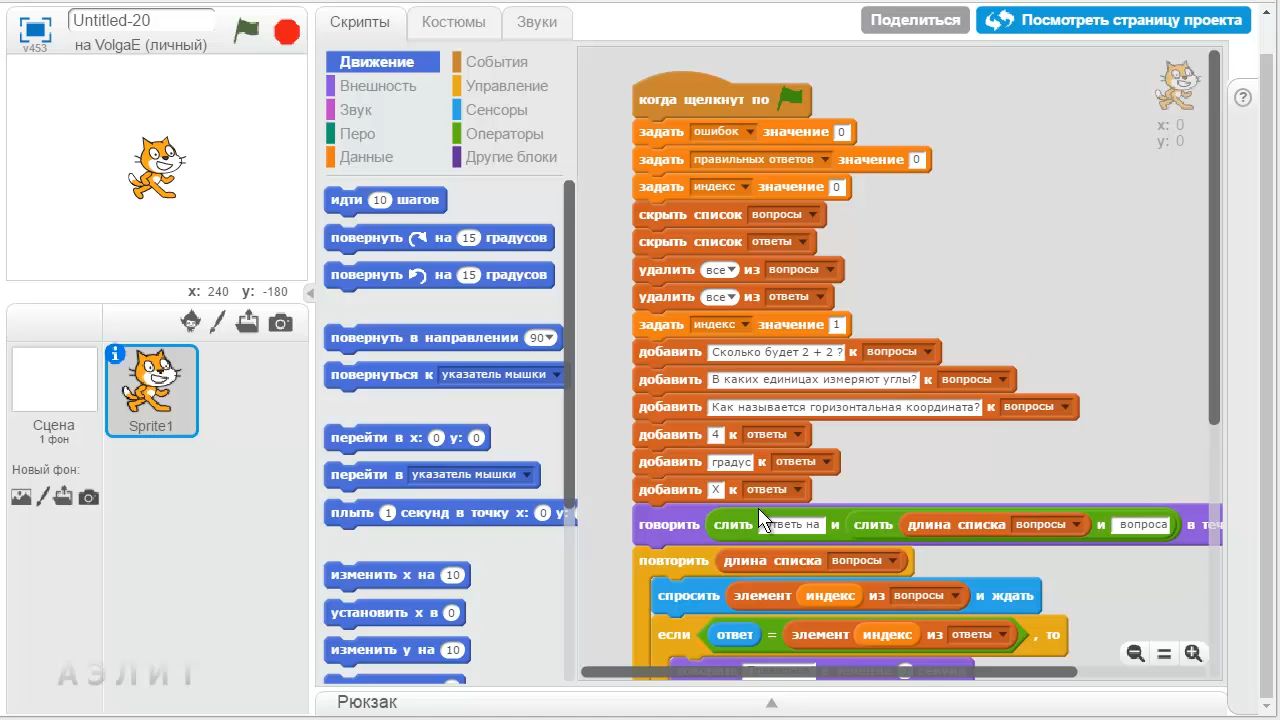 Untitled-20
на VolgaE (личный)
v453
Скрипты
Костюмы
Звуки
Поделиться
Посмотреть страницу проекта
Движение
Внешность
Звук
Перо
Данные
События
Управление
Сенсоры
Операторы
Другие блоки
идти 10 шагов
повернуть на 15 градусов
повернуть на 15 градусов
повернуть в направлении 90
повернуться к указатель мышки
перейти в x: 0 y: 0
перейти в указатель мышки
плыть 1 секунд в точку x: 0 y:
изменить x на 10
установить x в 0
изменить y на 10
x: 240 y: -180
Сцена
1 фон
Новый фон:
Sprite1
когда щелкнут по
задать ошибок значение 0
задать правильных ответов значение 0
задать индекс значение 0
скрыть список вопросы
скрыть список ответы
удалить все из вопросы
удалить все из ответы
задать индекс значение 1
добавить Сколько будет 2 + 2 ? к вопросы
добавить В каких единицах измеряют углы? к вопросы
добавить Как называется горизонтальная координата? к вопросы
добавить 4 к ответы
добавить градус к ответы
добавить X к ответы
говорить слить на и слить длина списка вопросы и вопроса в
повторить длина списка вопросы
спросить элемент индекс из вопросы и ждать
если ответ = элемент индекс из ответы , то
x: 0
y: 0
АЭЛИТ
Рюкзак